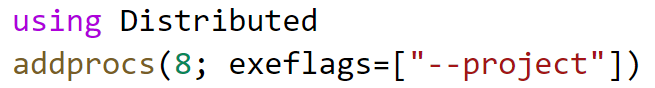 using Distributed
addprocs(8; exeflags=["--project"])